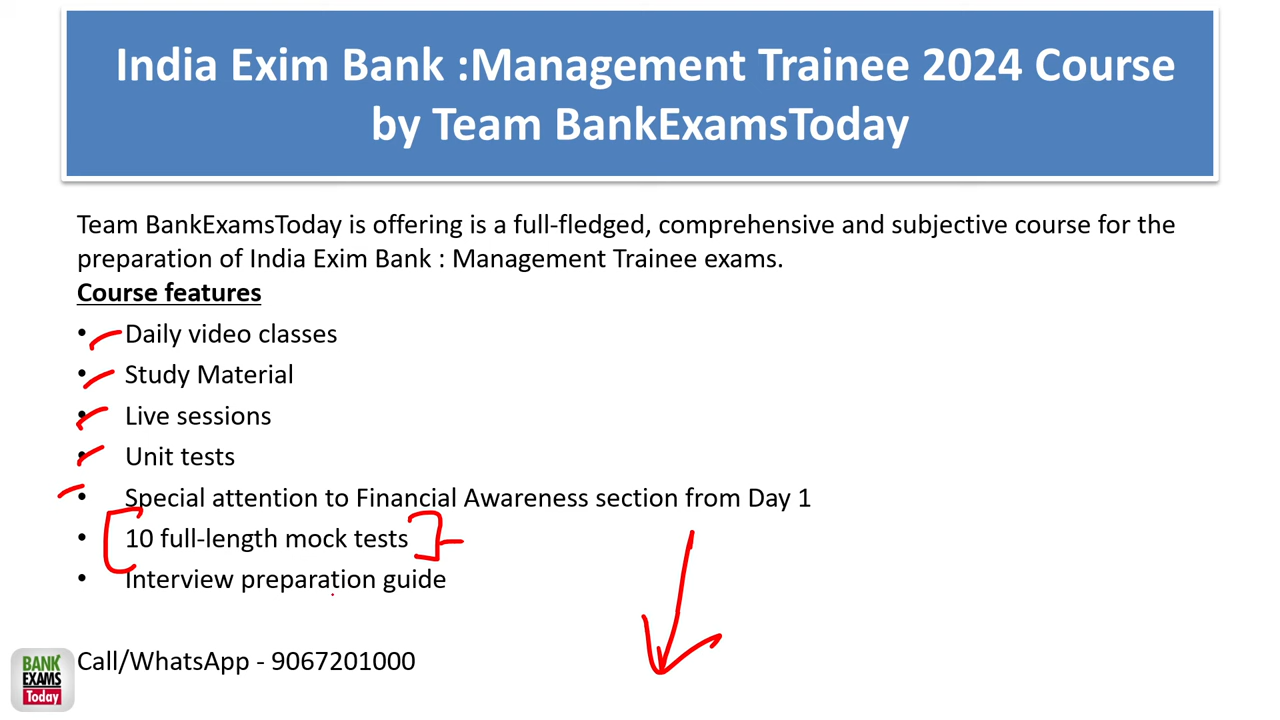 India Exim Bank :Management Trainee 2024 Course
by Team BankExamsToday
Team BankExamsToday is offering is a full-fledged, comprehensive and subjective course for the
preparation of India Exim Bank : Management Trainee exams.
Course features
• Daily video classes
• Study Material
• Live sessions
• Unit tests
• Special attention to Financial Awareness section from Day 1
• 10 full-length mock tests
• Interview preparation guide
Call/WhatsApp - 9067201000
BANK
EXAMS
Today